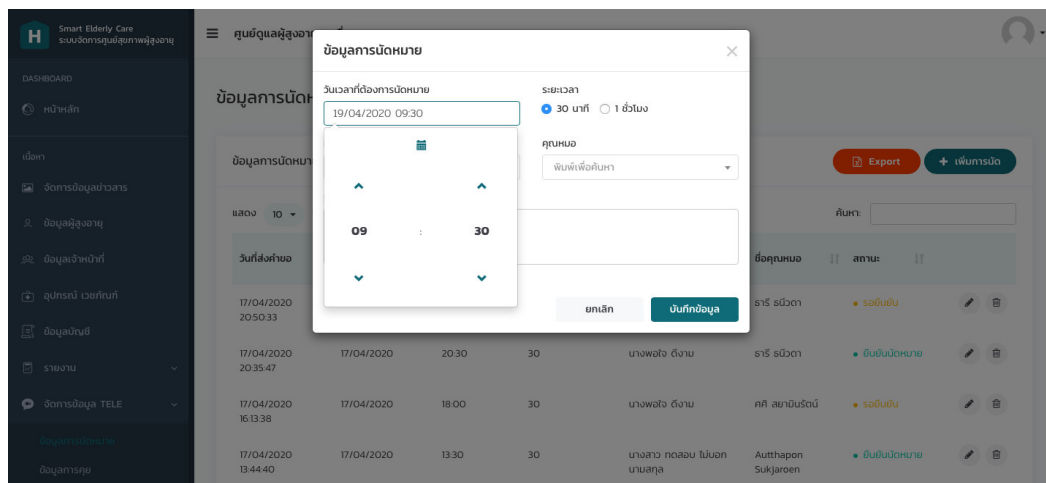 Smart Elderly Care
ระบบจัดการศูนย์สุขภาพผู้สูงอายุ
H
ศูนย์ดูแลผู้สูงอา
DASHBOARD
หน้าหลัก
เนื้อหา
จัดการข้อมูลข่าวสาร
ข้อมูลผู้สูงอายุ
ข้อมูลเจ้าหน้าที่
อุปกรณ์ เวชภัณฑ์
ข้อมูลบัญชี
รายงาน
จัดการข้อมูล TELE
ข้อมูลการนัดหมาย
ข้อมูลการคุย
ข้อมูลการนัดห
ข้อมูลการนัดหมา
Export
+ เพิ่มการนัด
แสดง 10
ค้นหา:
ข้อมูลการนัดหมาย
วันเวลาที่ต้องการนัดหมาย
19/04/2020 09:30
ระยะเวลา
30 นาที 1 ชั่วโมง
คุณหมอ
พิมพ์เพื่อค้นหา
09 : 30
ยกเลิก บันทึกข้อมูล
วันที่ส่งคำขอ ชื่อคุณหมอ สถานะ
17/04/2020 ธารี ธนีวดา รอยืนยัน
20:50:33
17/04/2020 17/04/2020 20:30 30 นางพอใจ ดีงาม ธารี ธนีวดา ยืนยันนัดหมาย
20:35:47
17/04/2020 17/04/2020 18:00 30 นางพอใจ ดีงาม ศศิ สยามินรัตน์ รอยืนยัน
16:13:38
17/04/2020 17/04/2020 13:30 30 นางสาว ทดสอบ ไม่บอก Autthapon ยืนยันนัดหมาย
13:44:40 นามสกุล Sukjaroen